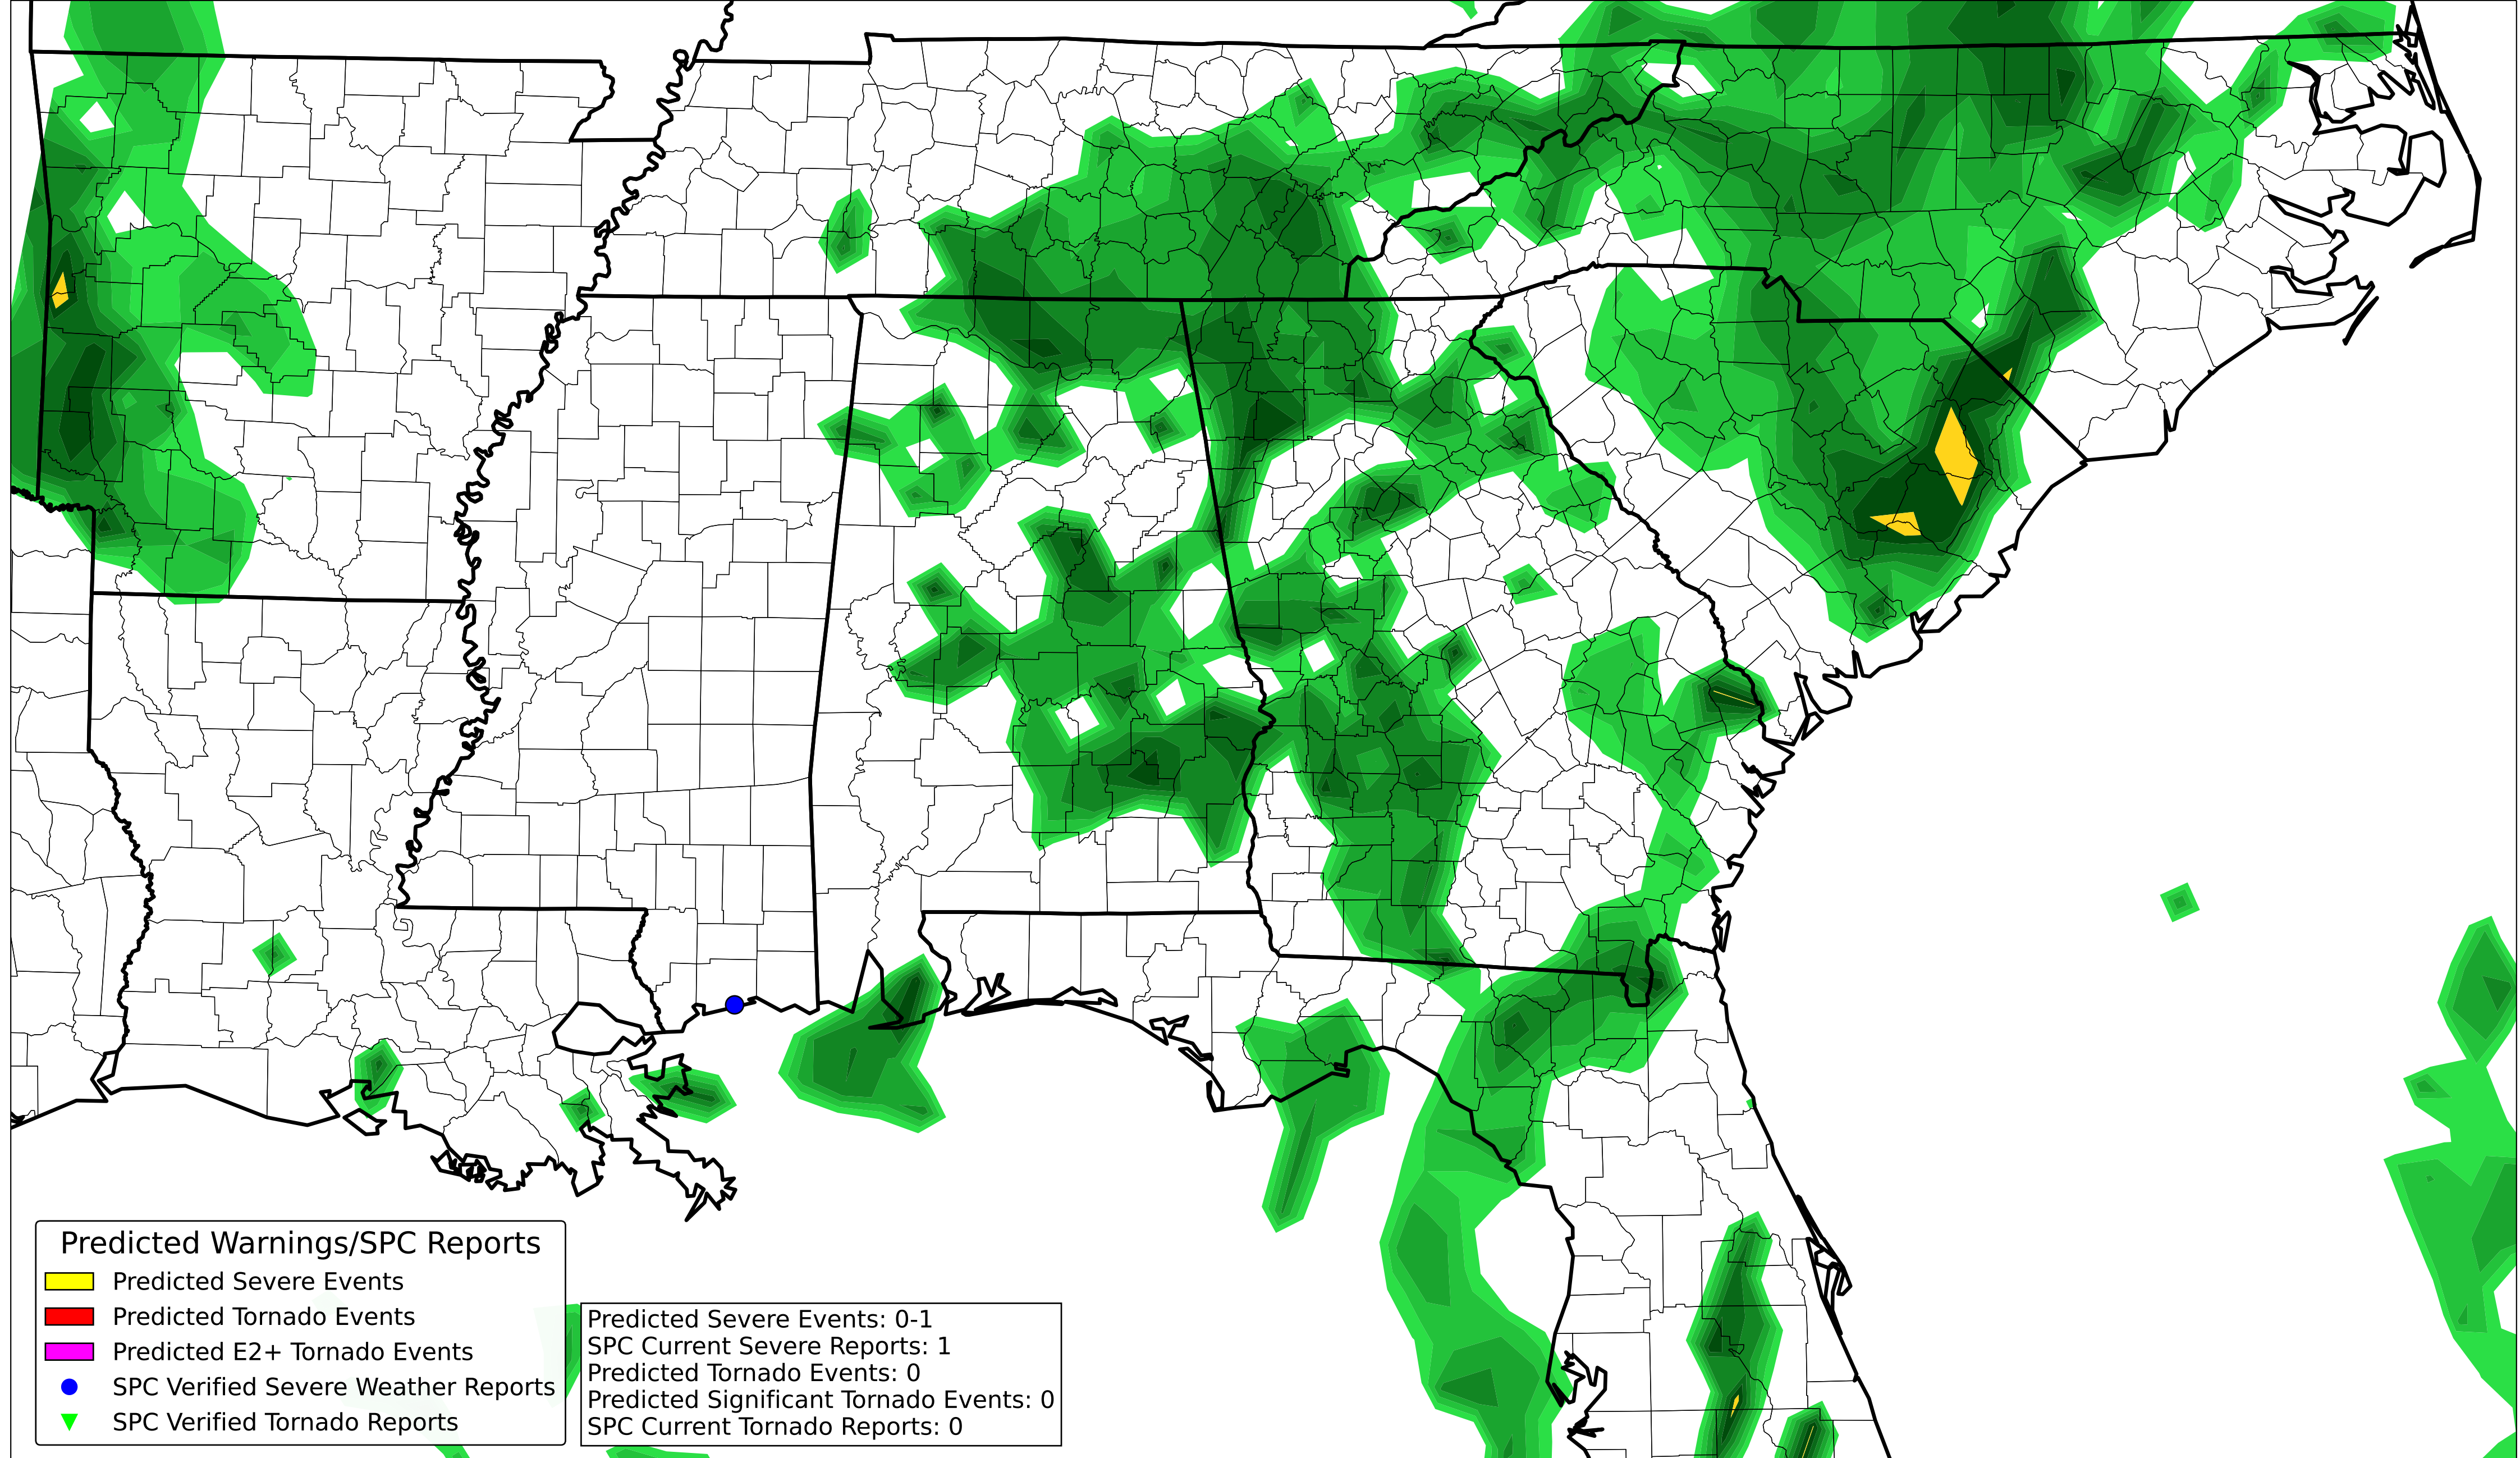 Predicted Warnings/SPC Reports
Predicted Severe Events
Predicted Tornado Events
Predicted E2+ Tornado Events
SPC Verified Severe Weather Reports
SPC Verified Tornado Reports
Predicted Severe Events: 0-1
SPC Current Severe Reports: 1
Predicted Tornado Events: 0
Predicted Significant Tornado Events: 0
SPC Current Tornado Reports: 0